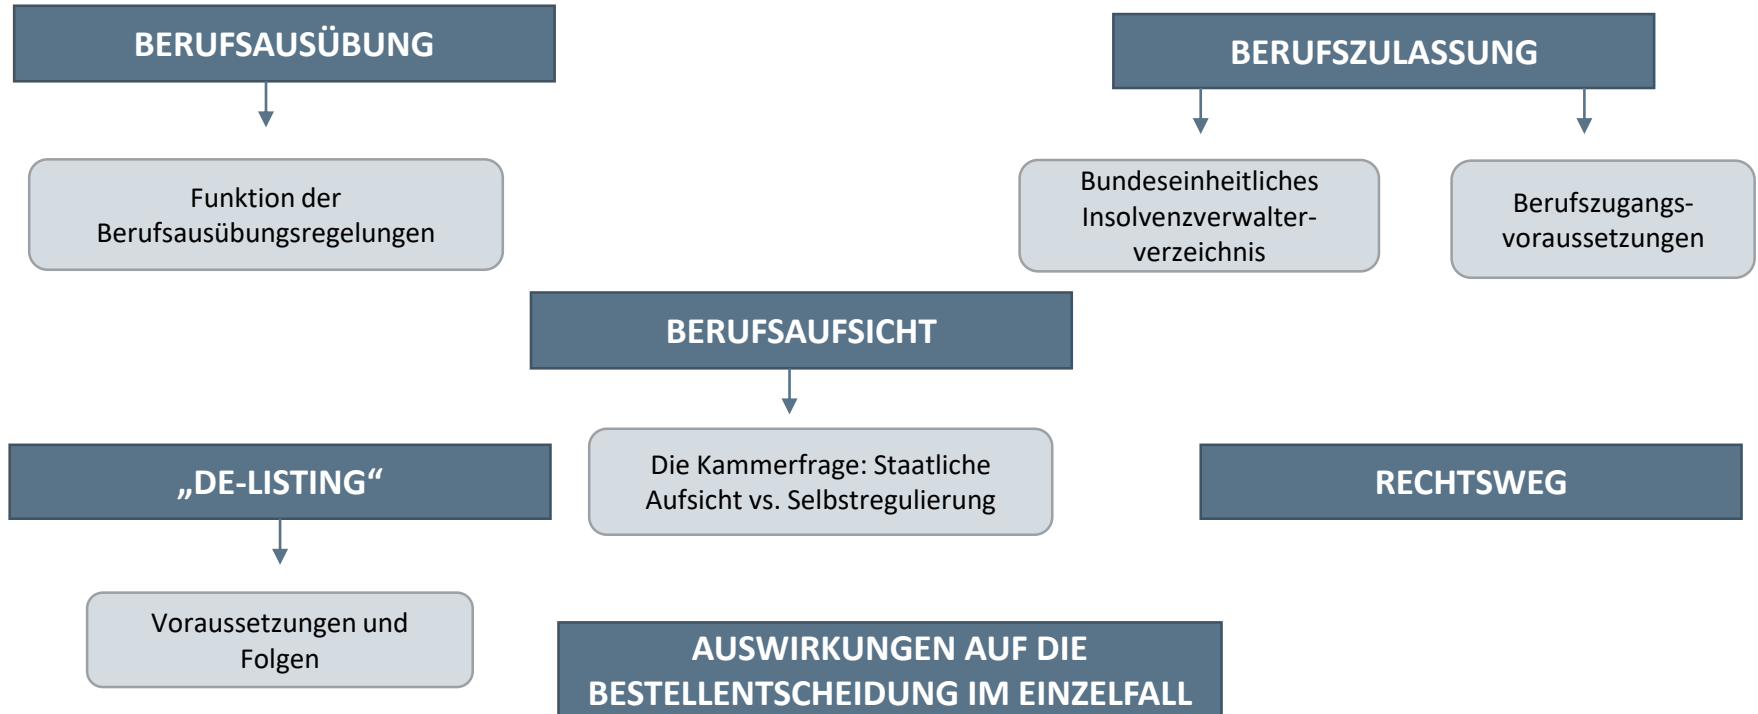 BERUFSAUSÜBUNG
Funktion der
Berufsausübungsregelungen
BERUFSZULASSUNG
Bundeseinheitliches
Insolvenzverwalter-
verzeichnis
Berufszugangs-
voraussetzungen
BERUFSAUFSICHT
Die Kammerfrage: Staatliche
Aufsicht vs. Selbstregulierung
„DE-LISTING“
Voraussetzungen und
Folgen
RECHTSWEG
AUSWIRKUNGEN AUF DIE
BESTELLENTSCHEIDUNG IM EINZELFALL